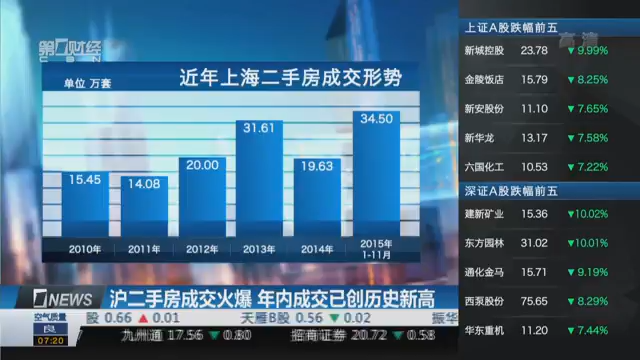 第一财经
高清
近年上海二手房成交形势
单位 万套
15.45
14.08
20.00
31.61
19.63
34.50
2010年
2011年
2012年
2013年
2014年
2015年
1-11月
上证A股跌幅前五
新城控股 23.78 ▼9.99%
金陵饭店 15.79 ▼8.25%
新安股份 11.10 ▼7.65%
新华龙 13.17 ▼7.58%
六国化工 10.53 ▼7.22%
深证A股跌幅前五
建新矿业 15.36 ▼10.02%
东方园林 31.02 ▼10.01%
通化金马 15.71 ▼9.19%
西泵股份 75.65 ▼8.29%
华东重机 11.20 ▼7.44%
NEWS
沪二手房成交火爆 年内成交已创历史新高
空气质量
良
07:20
股 0.66 ▲ 0.01 天雁B股 0.56 ▼0.02 振华
九州通 17.56 ▼0.80 招商证券 20.72 ▼0.58